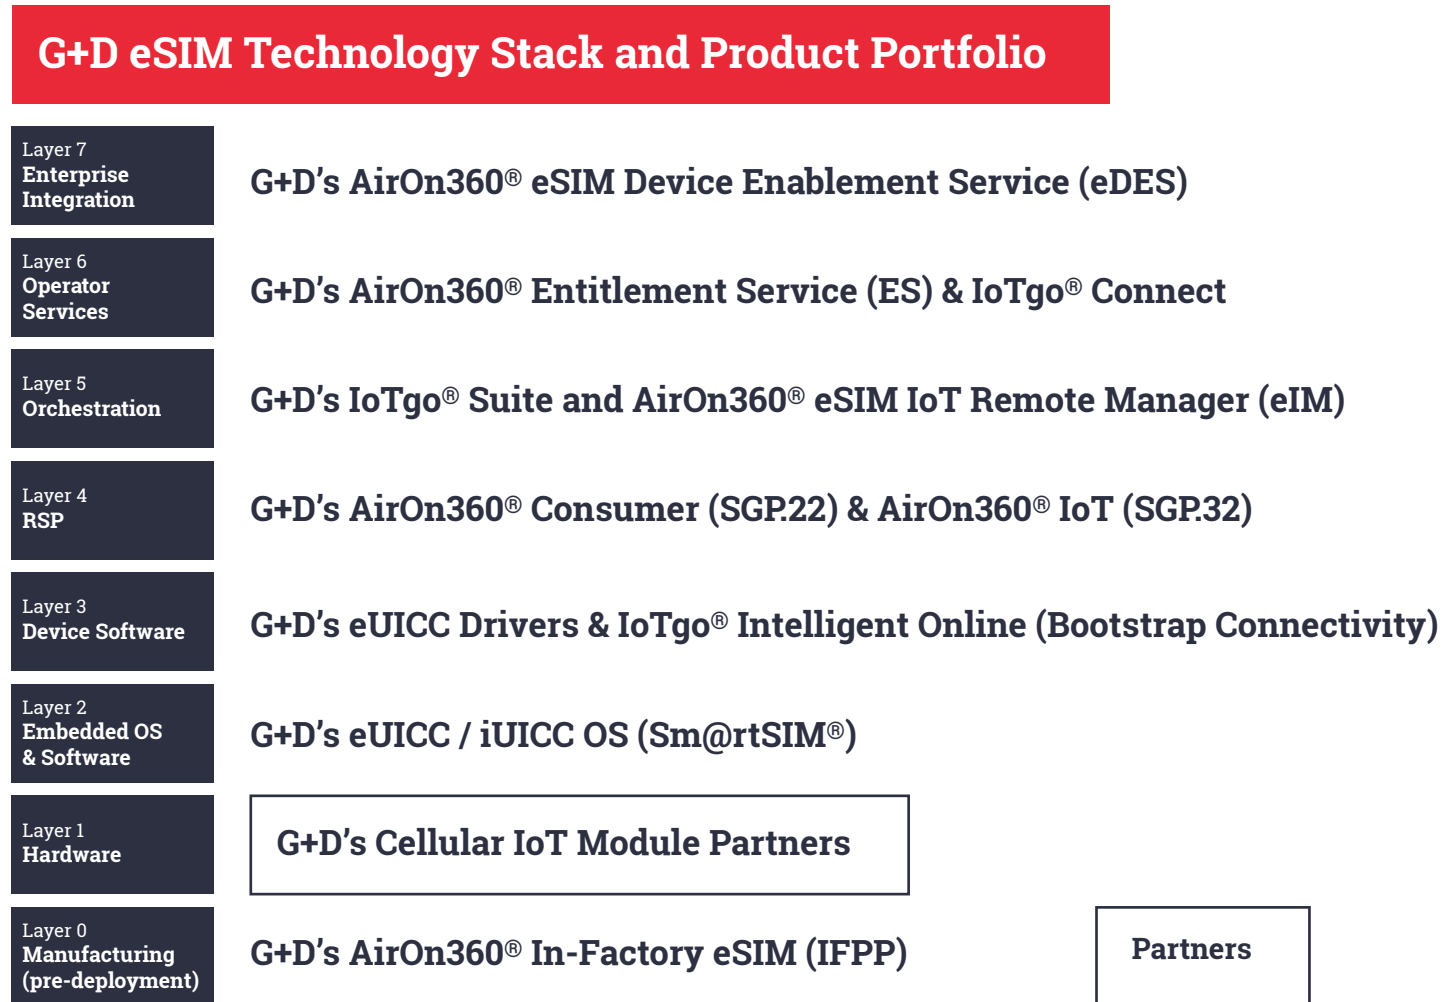 G+D eSIM Technology Stack and Product Portfolio
Layer 7
Enterprise
Integration
G+D’s AirOn360® eSIM Device Enablement Service (eDES)
Layer 6
Operator
Services
G+D’s AirOn360® Entitlement Service (ES) & IoTgo® Connect
Layer 5
Orchestration
G+D’s IoTgo® Suite and AirOn360® eSIM IoT Remote Manager (eIM)
Layer 4
RSP
G+D’s AirOn360® Consumer (SGP.22) & AirOn360® IoT (SGP.32)
Layer 3
Device Software
G+D’s eUICC Drivers & IoTgo® Intelligent Online (Bootstrap Connectivity)
Layer 2
Embedded OS
& Software
G+D’s eUICC / iUICC OS (Sm@rtSIM®)
Layer 1
Hardware
G+D’s Cellular IoT Module Partners
Layer 0
Manufacturing
(pre-deployment)
G+D’s AirOn360® In-Factory eSIM (IFPP)
Partners